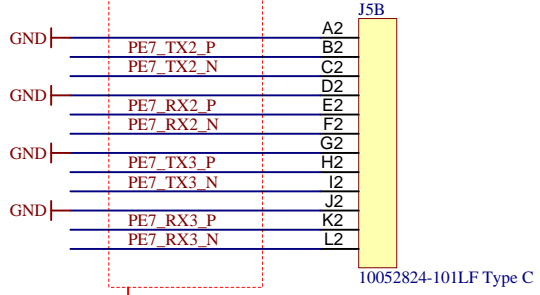 J5B
GND A2
PE7_TX2_P B2
PE7_TX2_N C2
GND D2
PE7_RX2_P E2
PE7_RX2_N F2
GND G2
PE7_TX3_P H2
PE7_TX3_N I2
GND J2
PE7_RX3_P K2
PE7_RX3_N L2
10052824-101LF Type C